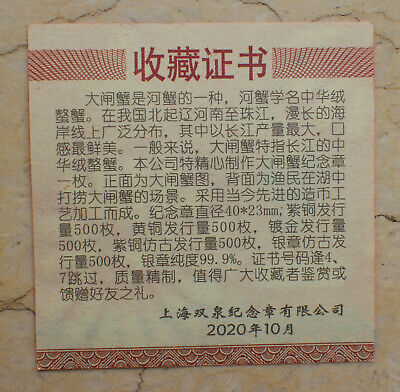 收藏证书
大闸蟹是河蟹的一种，河蟹学名中华绒
螯蟹。在我国北起辽河南至珠江，漫长的海
岸线上广泛分布，其中以长江产量最大，口
感最鲜美。一般来说，大闸蟹特指长江的中
华绒螯蟹。本公司特精心制作大闸蟹纪念章
一枚。正面为大闸蟹图，背面为渔民在湖中
打捞大闸蟹的场景。采用当今先进的造币工
艺加工而成。纪念章直径40*23mm；紫铜发行
量500枚，黄铜发行量500枚，镀金发行量
500枚，紫铜仿古发行量500枚，银章仿古发
行量500枚，银章纯度99.9%。证书号码逢4、
7跳过，质量精制，值得广大收藏者鉴赏或
馈赠好友之礼。
上海双泉纪念章有限公司
2020年10月